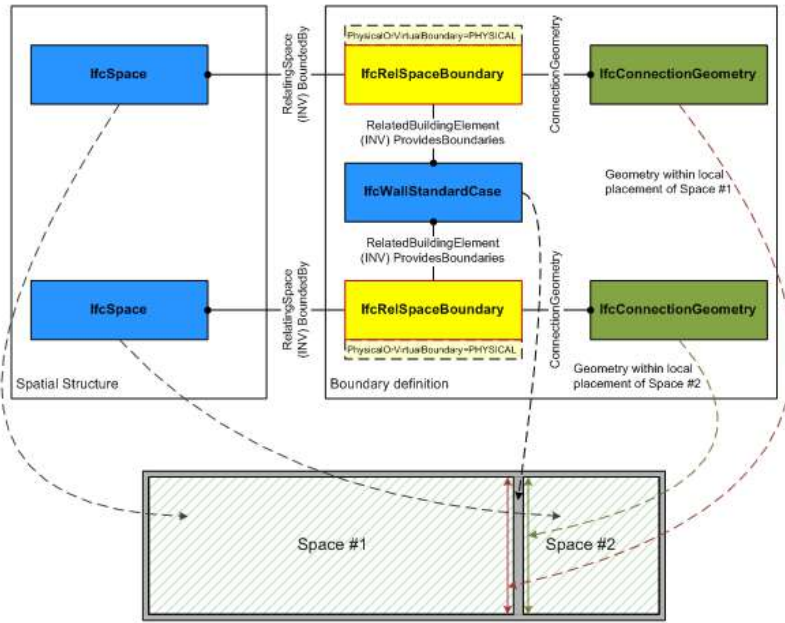 PhysicalOrVirtualBoundary=PHYSICAL
IfcSpace
RelatingSpace
(INV) BoundedBy
IfcRelSpaceBoundary
ConnectionGeometry
IfcConnectionGeometry
RelatedBuildingElement
(INV) ProvidesBoundaries
Geometry within local
placement of Space #1
IfcWallStandardCase
RelatedBuildingElement
(INV) ProvidesBoundaries
IfcSpace
RelatingSpace
(INV) BoundedBy
IfcRelSpaceBoundary
ConnectionGeometry
IfcConnectionGeometry
PhysicalOrVirtualBoundary=PHYSICAL
Geometry within local
placement of Space #2
Spatial Structure
Boundary definition
Space #1
Space #2